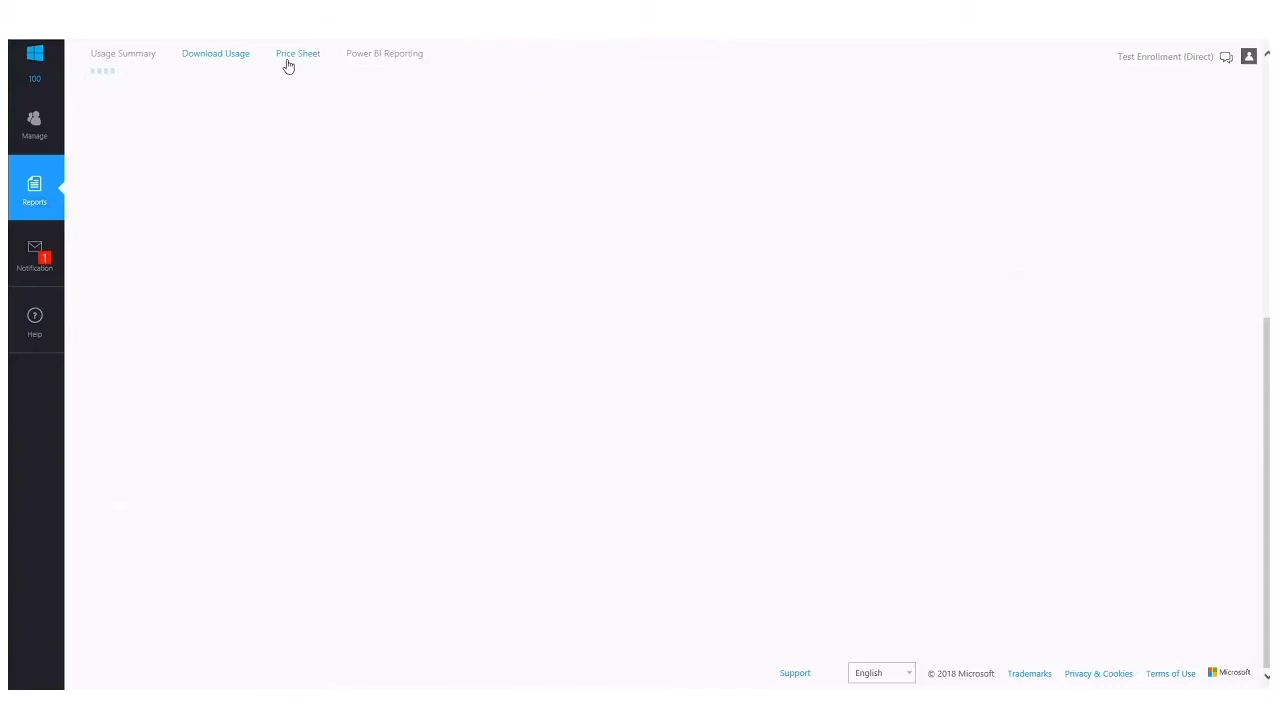 Usage Summary Download Usage Price Sheet Power BI Reporting
Test Enrollment (Direct)
100
Manage
Reports
1
Notification
?
Help
Support English © 2018 Microsoft Trademarks Privacy & Cookies Terms of Use Microsoft